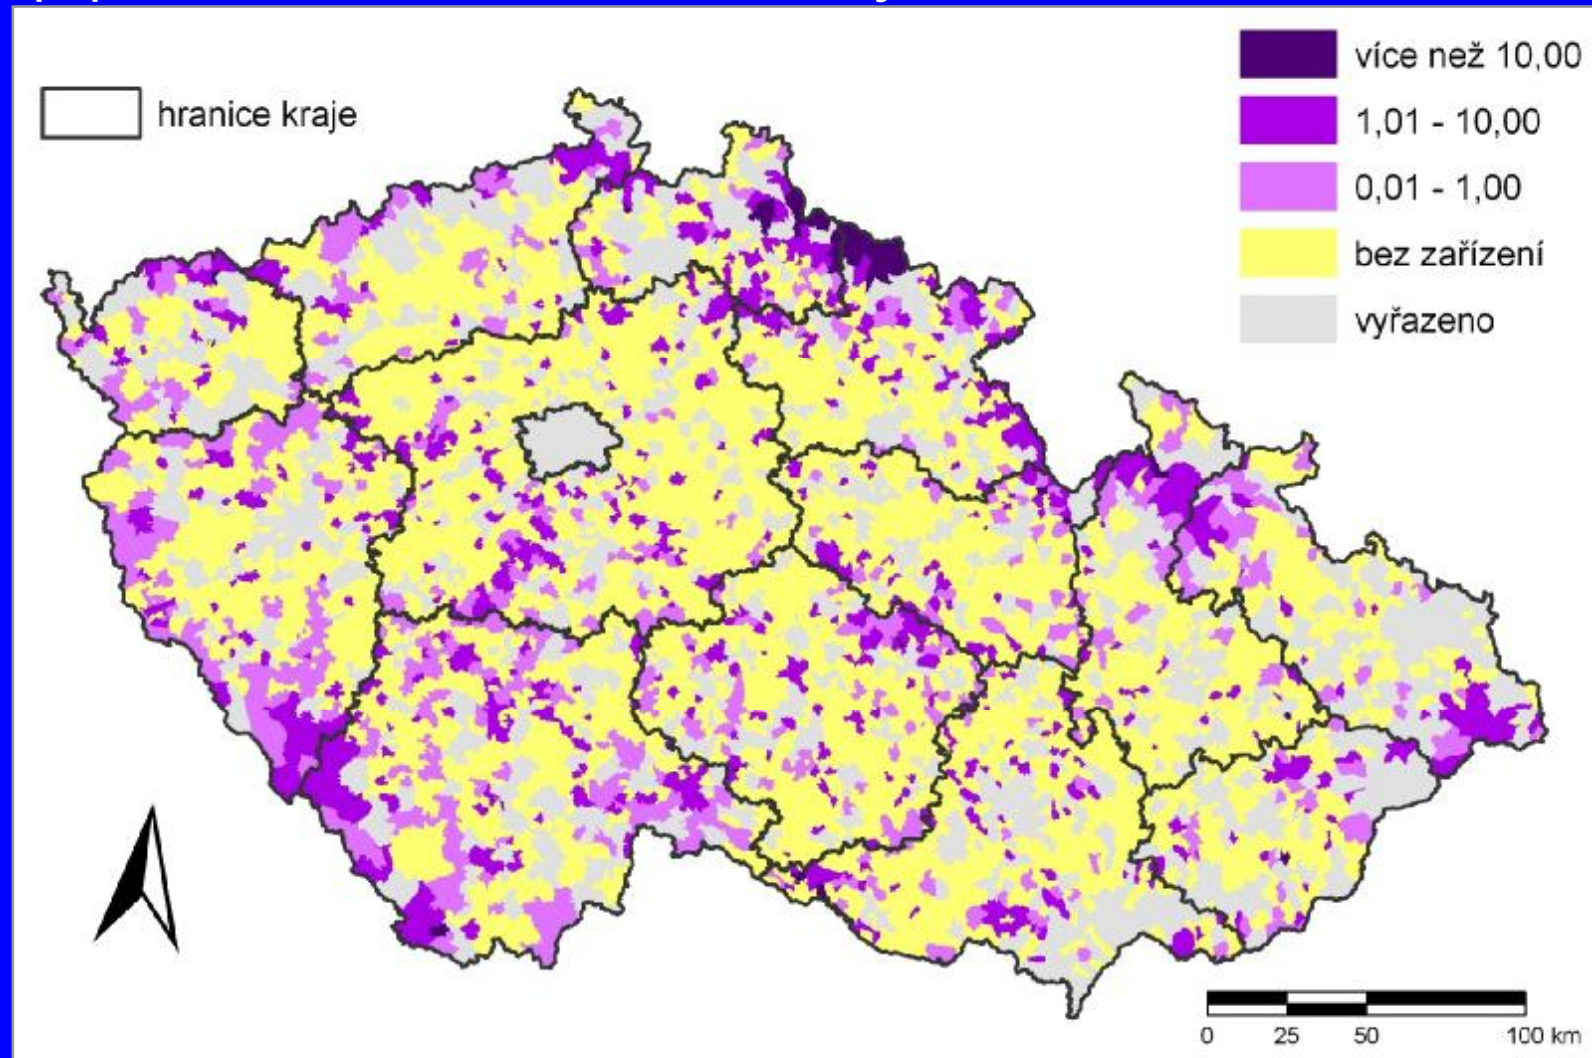 hranice kraje
více než 10,00
1,01 - 10,00
0,01 - 1,00
bez zařízení
vyřazeno
0 25 50 100 km